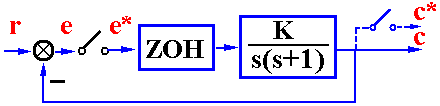 r e e* ZOH K c*
s(s+1) c
−